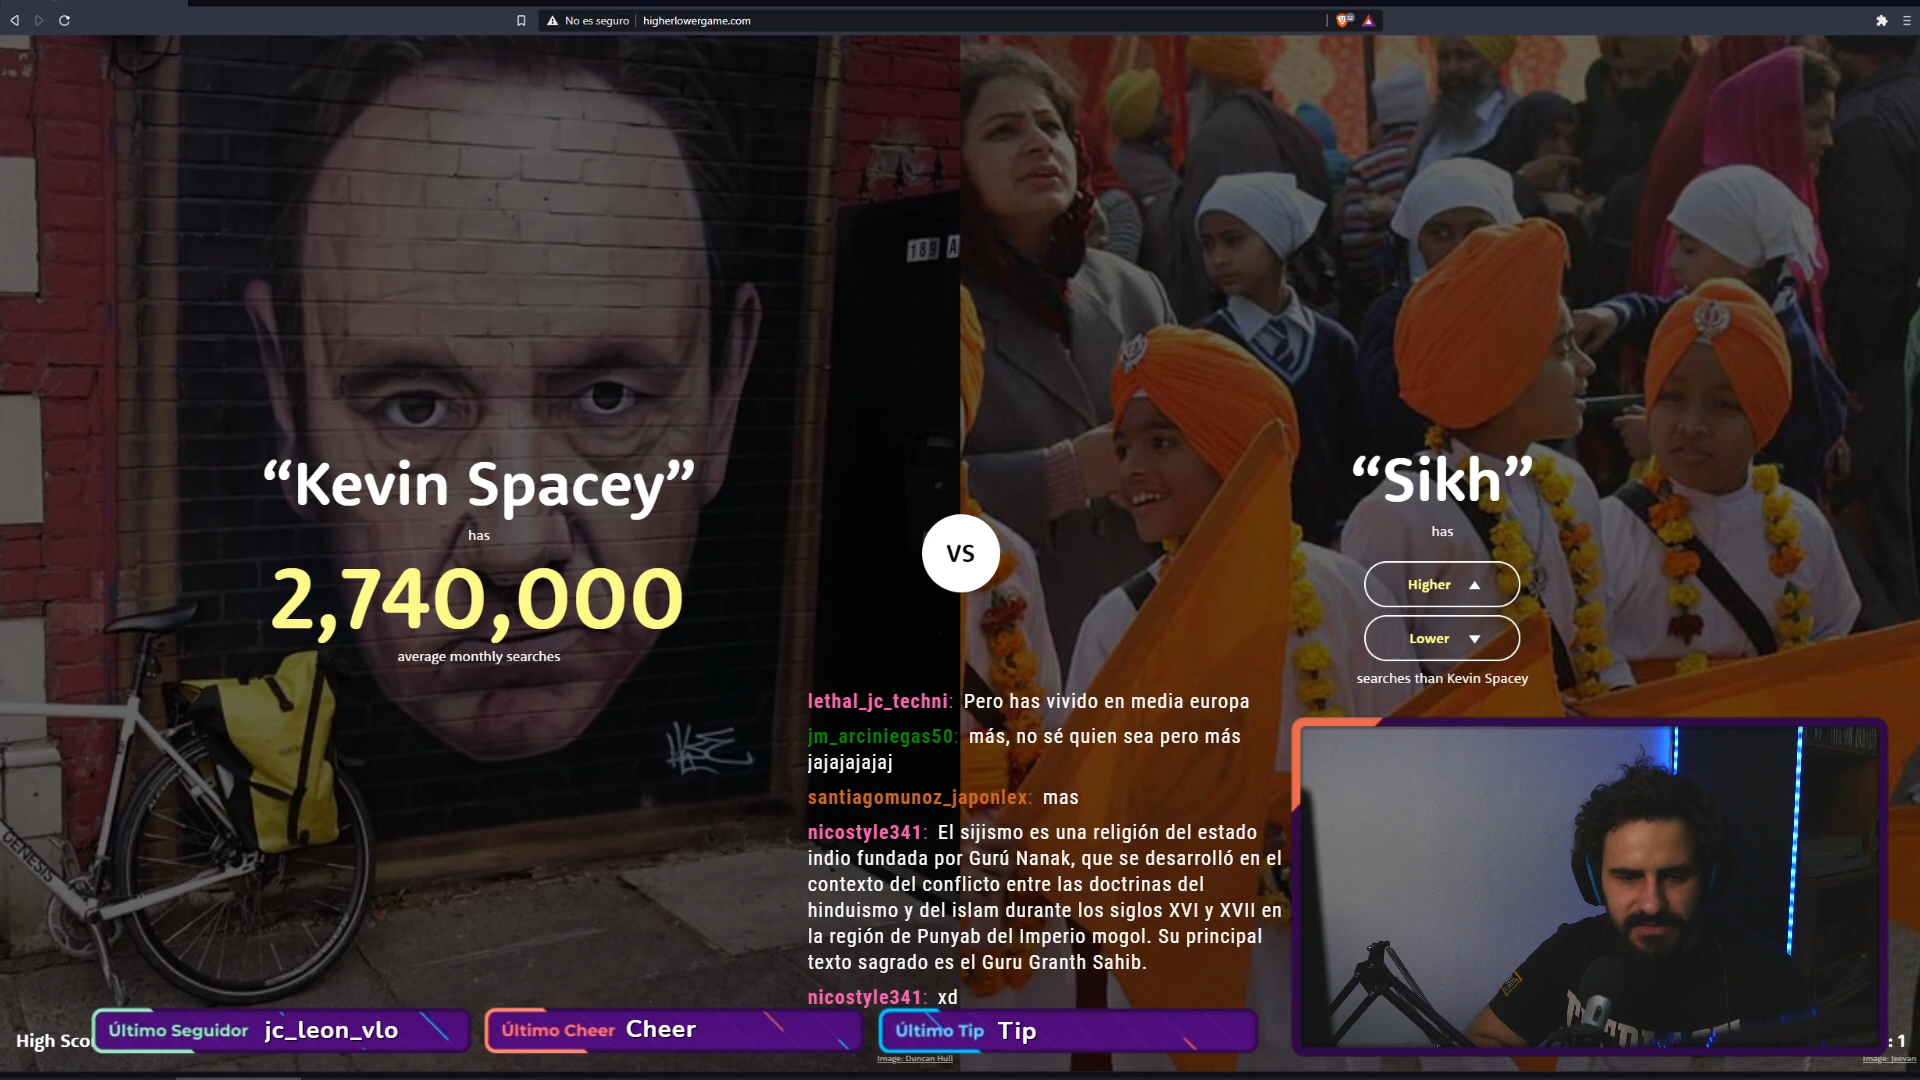 No es seguro
higherlowergame.com
189 A
“Kevin Spacey”
has
2,740,000
average monthly searches
VS
“Sikh”
has
Higher
Lower
searches than Kevin Spacey
GENESIS
lethal_jc_techni: Pero has vivido en media europa
jm_arciniegas50: más, no sé quien sea pero más
jajajajajaj
santiagomunoz_japonlex: mas
nicostyle341: El sijismo es una religión del estado
indio fundada por Gurú Nanak, que se desarrolló en el
contexto del conflicto entre las doctrinas del
hinduismo y del islam durante los siglos XVI y XVII en
la región de Punyab del Imperio mogol. Su principal
texto sagrado es el Guru Granth Sahib.
nicostyle341: xd
High Sco
Último Seguidor jc_leon_vlo
Último Cheer Cheer
Último Tip Tip
: 1
Image: Duncan Hull
Image: Jeevan